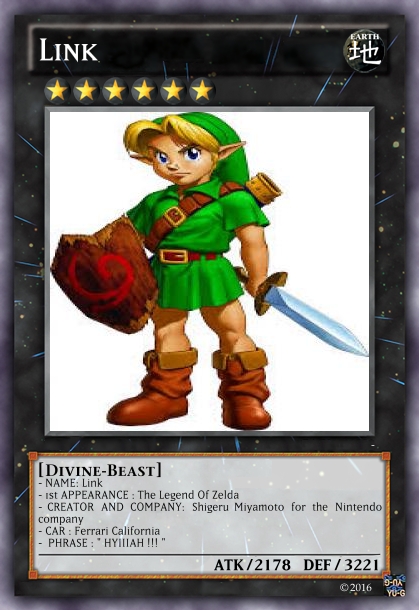 LINK
EARTH
地
[DIVINE-BEAST]
- NAME: Link
- 1st APPEARANCE : The Legend Of Zelda
- CREATOR AND COMPANY: Shigeru Miyamoto for the Nintendo
company
- CAR : Ferrari California
- PHRASE : " HYIIIAH !!! "
ATK/2178 DEF/3221
©2016
YU-G